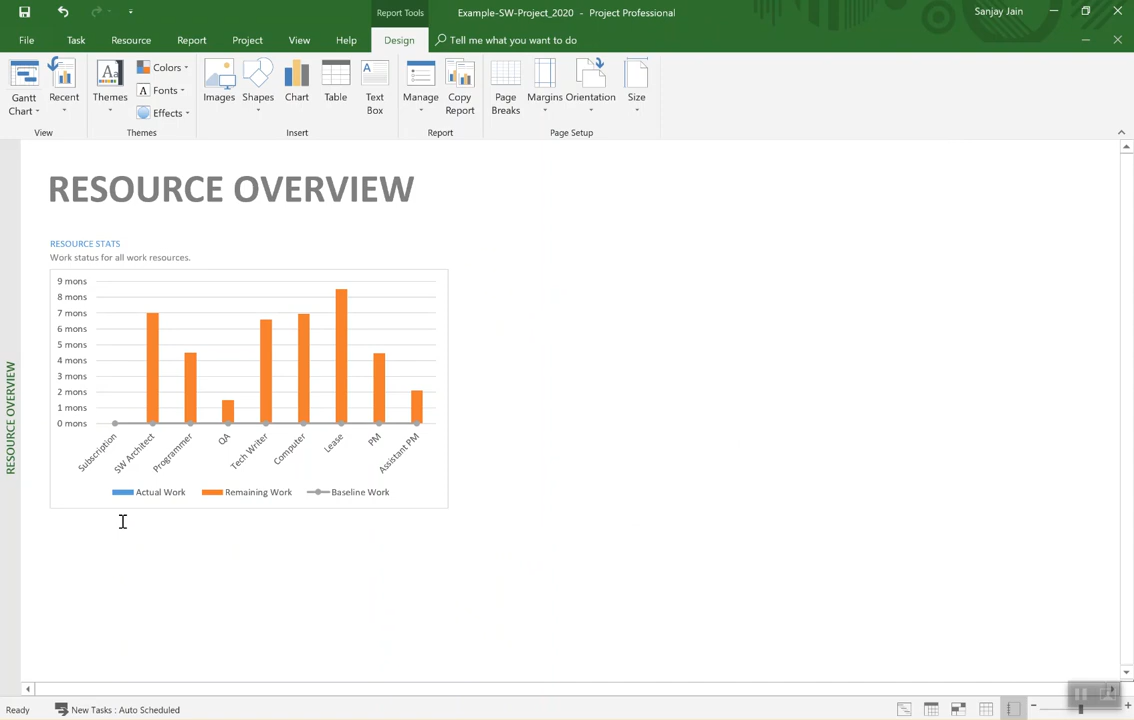 Report Tools
Example-SW-Project_2020 - Project Professional
Sanjay Jain
File Task Resource Report Project View Help Design Tell me what you want to do
Gantt Chart
Recent
View
Themes
Colors
Fonts
Effects
Themes
Images
Shapes
Chart
Table
Text Box
Insert
Manage
Copy Report
Report
Page Breaks
Margins
Orientation
Size
Page Setup
RESOURCE OVERVIEW
RESOURCE OVERVIEW
RESOURCE STATS
Work status for all work resources.
9 mons
8 mons
7 mons
6 mons
5 mons
4 mons
3 mons
2 mons
1 mons
0 mons
Subscription
SW Architect
Programmer
QA
Tech Writer
Computer
Lease
PM
Assistant PM
Actual Work Remaining Work Baseline Work
Ready New Tasks : Auto Scheduled